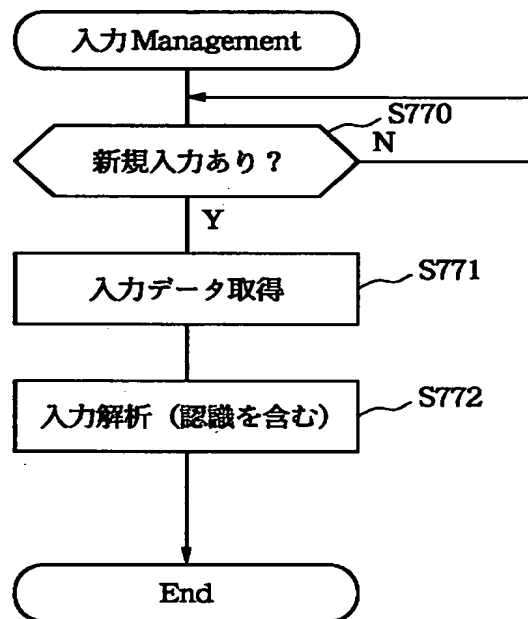 入力Management
S770
新規入力あり？
N
Y
S771
入力データ取得
S772
入力解析（認識を含む）
End